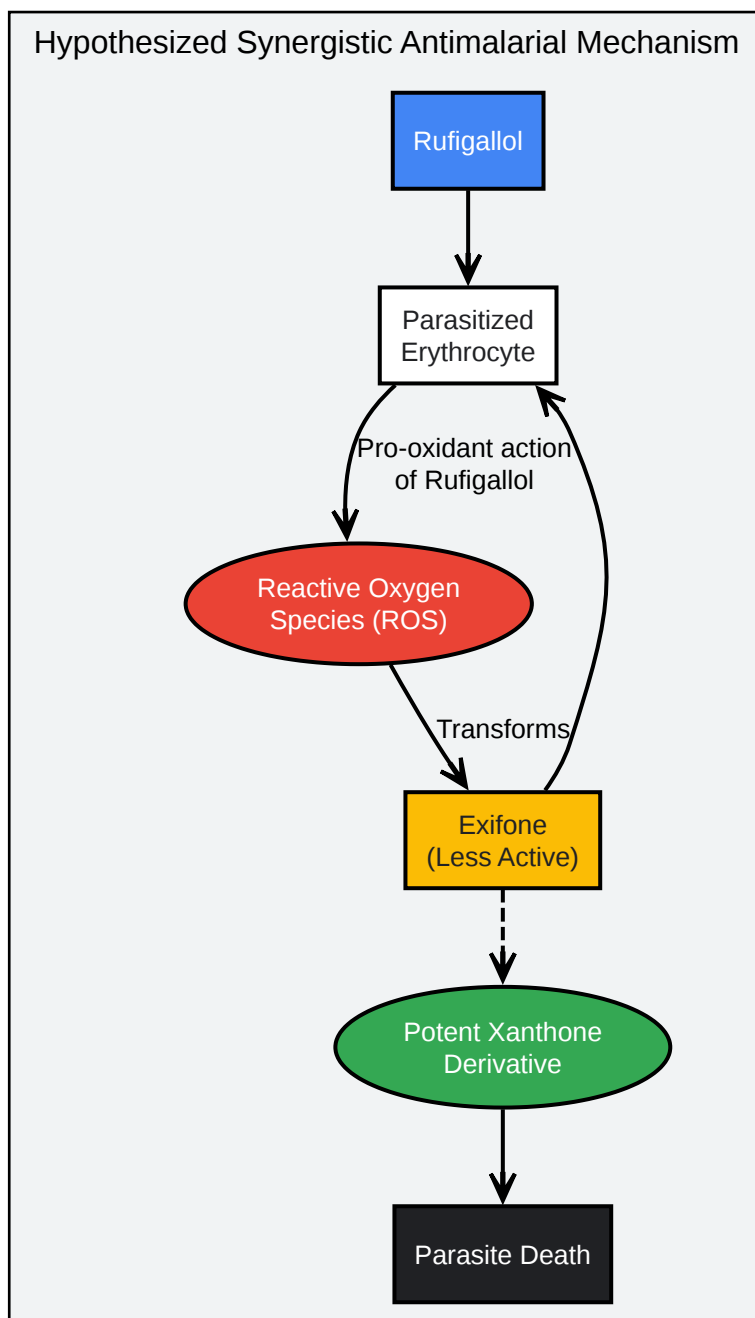 Hypothesized Synergistic Antimalarial Mechanism
Rufigallol
Parasitized
Erythrocyte
Pro-oxidant action
of Rufigallol
Reactive Oxygen
Species (ROS)
Transforms
Exifone
(Less Active)
Potent Xanthone
Derivative
Parasite Death